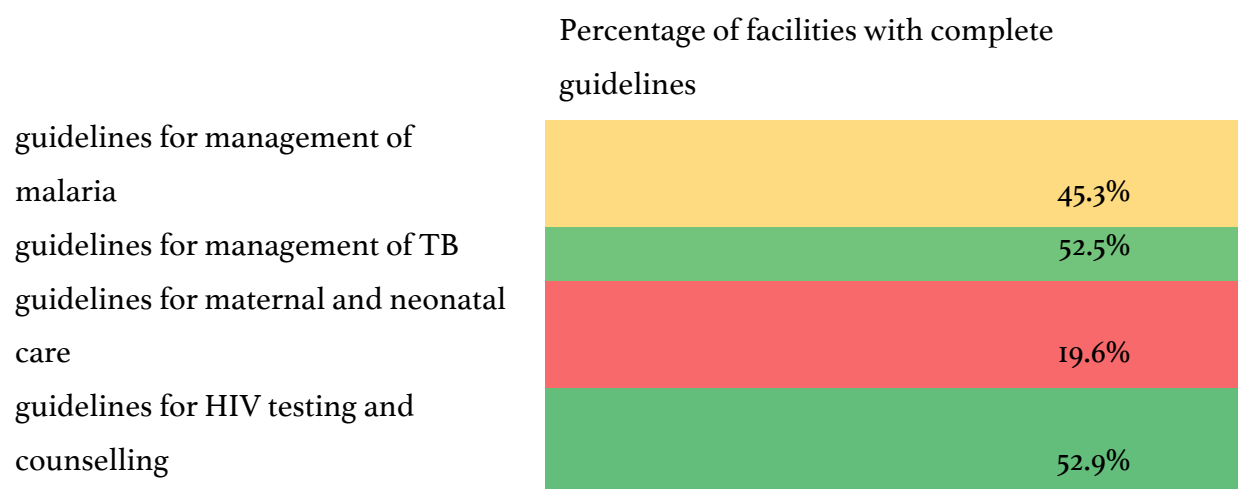 Percentage of facilities with complete
guidelines
guidelines for management of
malaria 45.3%
guidelines for management of TB 52.5%
guidelines for maternal and neonatal
care 19.6%
guidelines for HIV testing and
counselling 52.9%